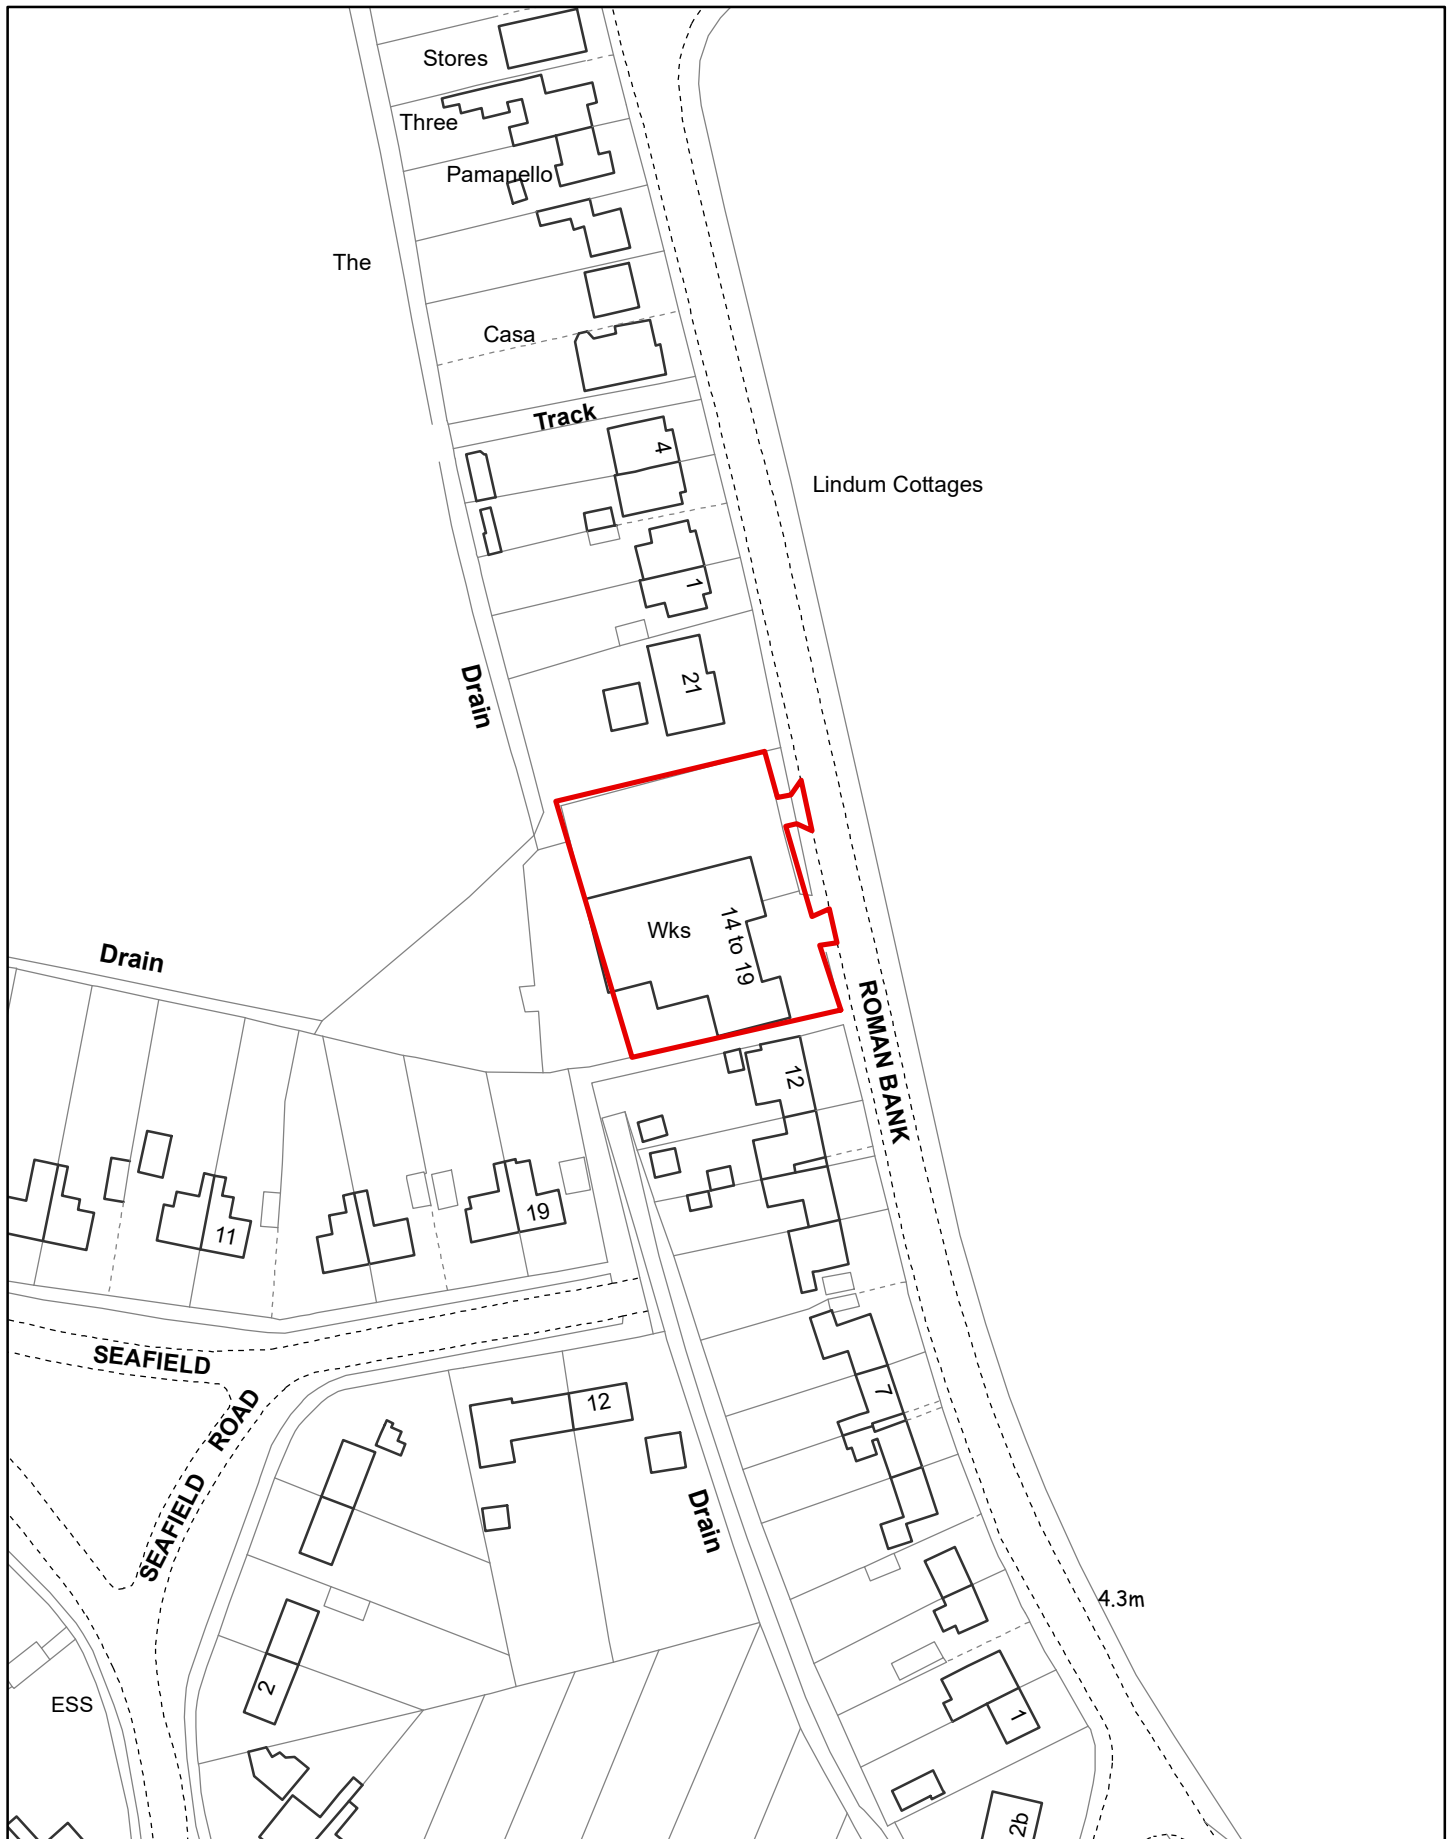 Stores
Three
Pamanello
The
Casa
Track
4
Lindum Cottages
1
21
Drain
Wks
14 to 19
Drain
ROMAN BANK
12
11
19
SEAFIELD
SEAFIELD ROAD
12
7
Drain
4.3m
2
ESS
1
2b